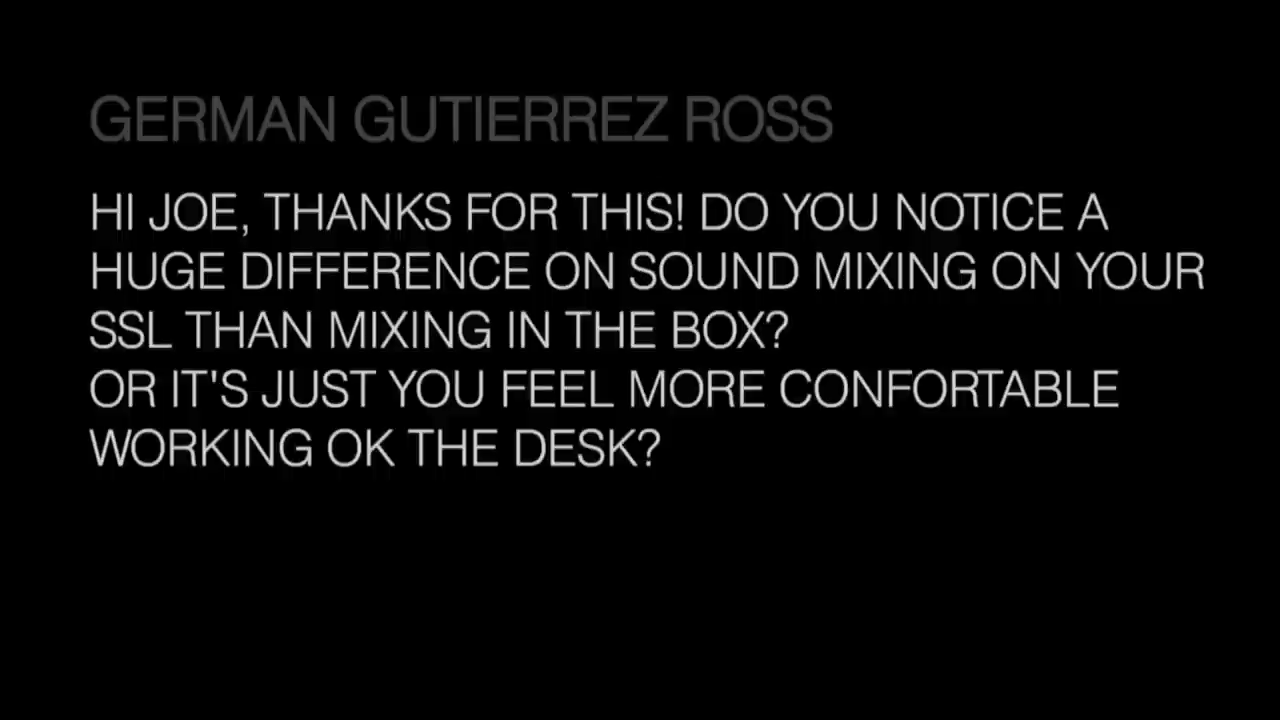 GERMAN GUTIERREZ ROSS
HI JOE, THANKS FOR THIS! DO YOU NOTICE A
HUGE DIFFERENCE ON SOUND MIXING ON YOUR
SSL THAN MIXING IN THE BOX?
OR IT'S JUST YOU FEEL MORE CONFORTABLE
WORKING OK THE DESK?